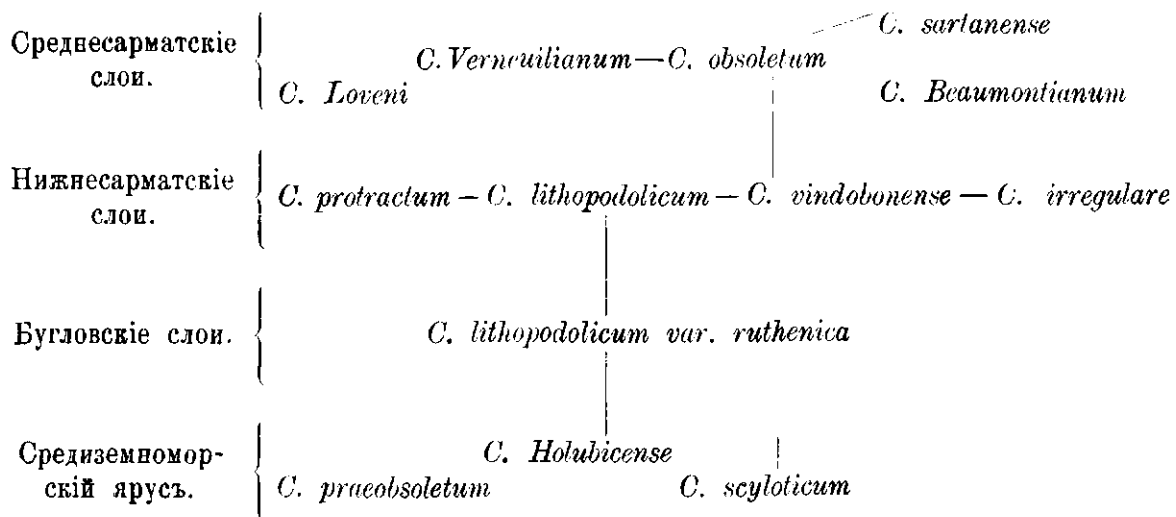 C. sartanense
Среднесарматскіе
C. Verneuilianum — C. obsoletum
слои.
C. Loveni
C. Beaumontianum
Нижнесарматскіе
C. protractum — C. lithopodolicum — C. vindobonense — C. irregulare
слои.
Бугловскіе слои.
C. lithopodolicum var. ruthenica
Средиземномор-
C. Holubicense
скій ярусъ.
C. praeobsoletum
C. scyloticum